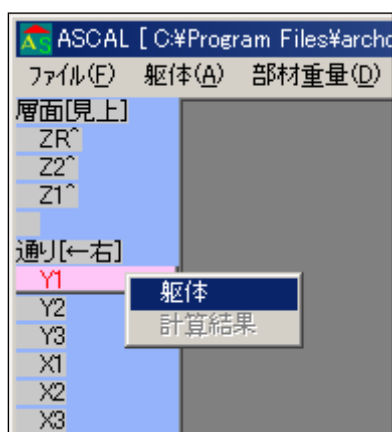 ASCAL [ C:¥Program Files¥archc
ファイル(F) 躯体(A) 部材重量(D)
層面[見上]
ZR^
Z2^
Z1^
通り[←右]
Y1
躯体
Y2
計算結果
Y3
X1
X2
X3